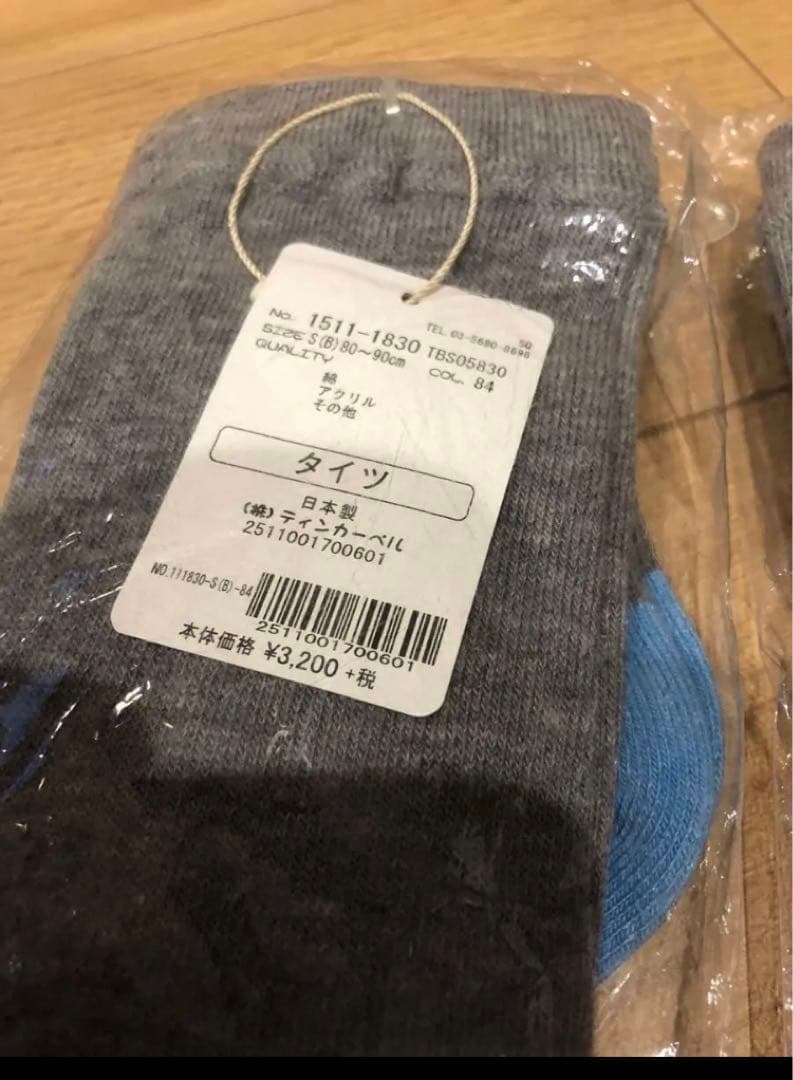 No. 1511-1830
TEL.03-5680-8698
SQ
SIZE S(B)80～90cm
TBS05830
QUALITY
COL. 84
綿
アクリル
その他
タイツ
日本製
(株)ティンカーベル
2511001700601
NO.111830-S(B)-84
2511001700601
本体価格 ¥3,200 +税